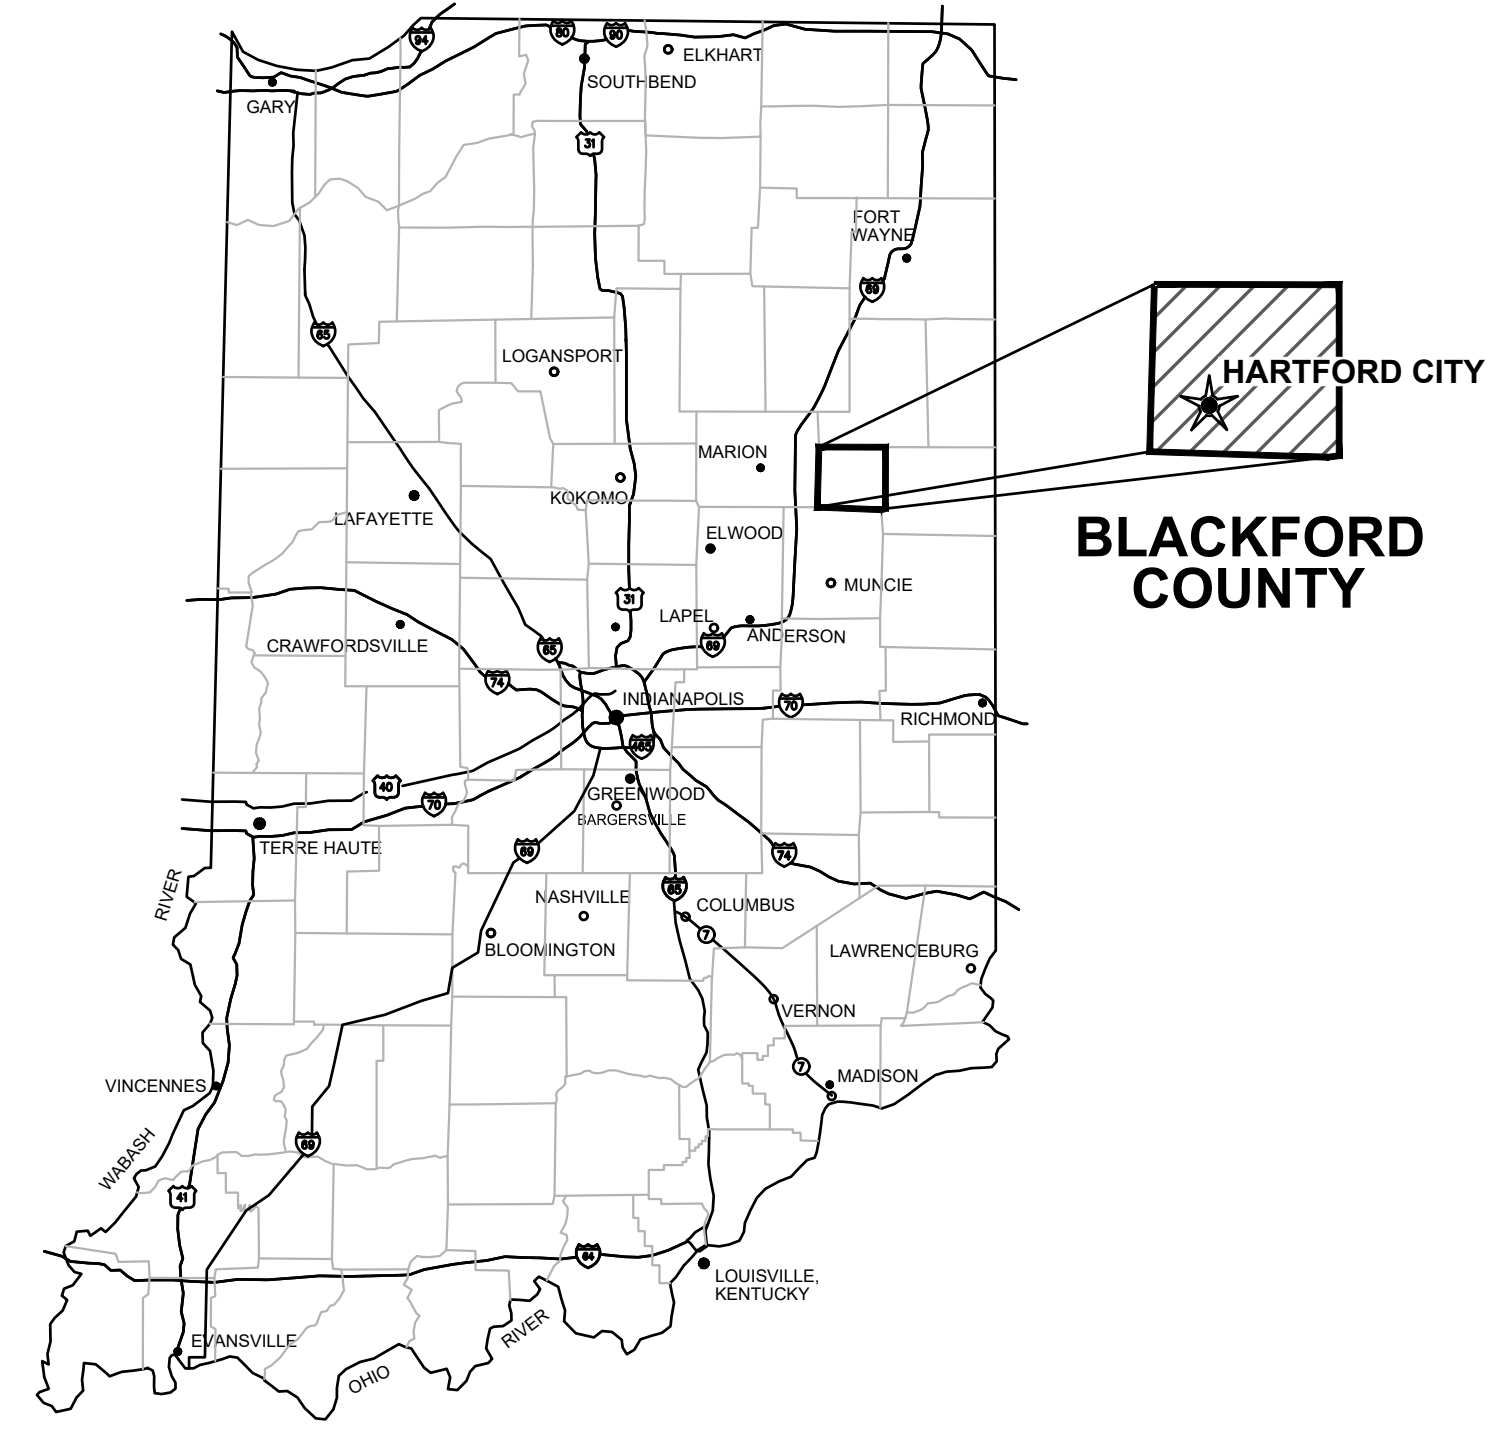 94
80
90
ELKHART
SOUTHBEND
GARY
31
FORT
WAYNE
69
65
LOGANSPORT
HARTFORD CITY
MARION
KOKOMO
LAFAYETTE
ELWOOD
BLACKFORD
COUNTY
MUNCIE
31
LAPEL
ANDERSON
CRAWFORDSVILLE
65
69
74
INDIANAPOLIS
70
RICHMOND
465
40
GREENWOOD
70
BARGERSVILLE
TERRE HAUTE
69
74
RIVER
65
NASHVILLE
COLUMBUS
7
BLOOMINGTON
LAWRENCEBURG
VERNON
7
VINCENNES
MADISON
69
WABASH
41
64
LOUISVILLE,
KENTUCKY
EVANSVILLE
RIVER
OHIO